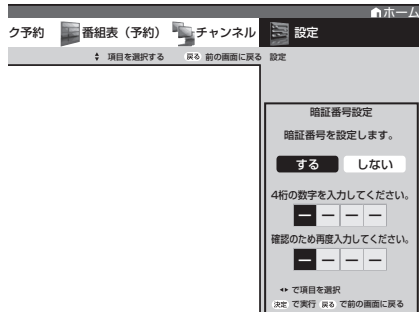 ホーム
ク予約 番組表（予約） チャンネル 設定
項目を選択する 戻る 前の画面に戻る 設定
暗証番号設定
暗証番号を設定します。
する しない
4桁の数字を入力してください。
－ － － －
確認のため再度入力してください。
－ － － －
で項目を選択
決定 で実行 戻る で前の画面に戻る